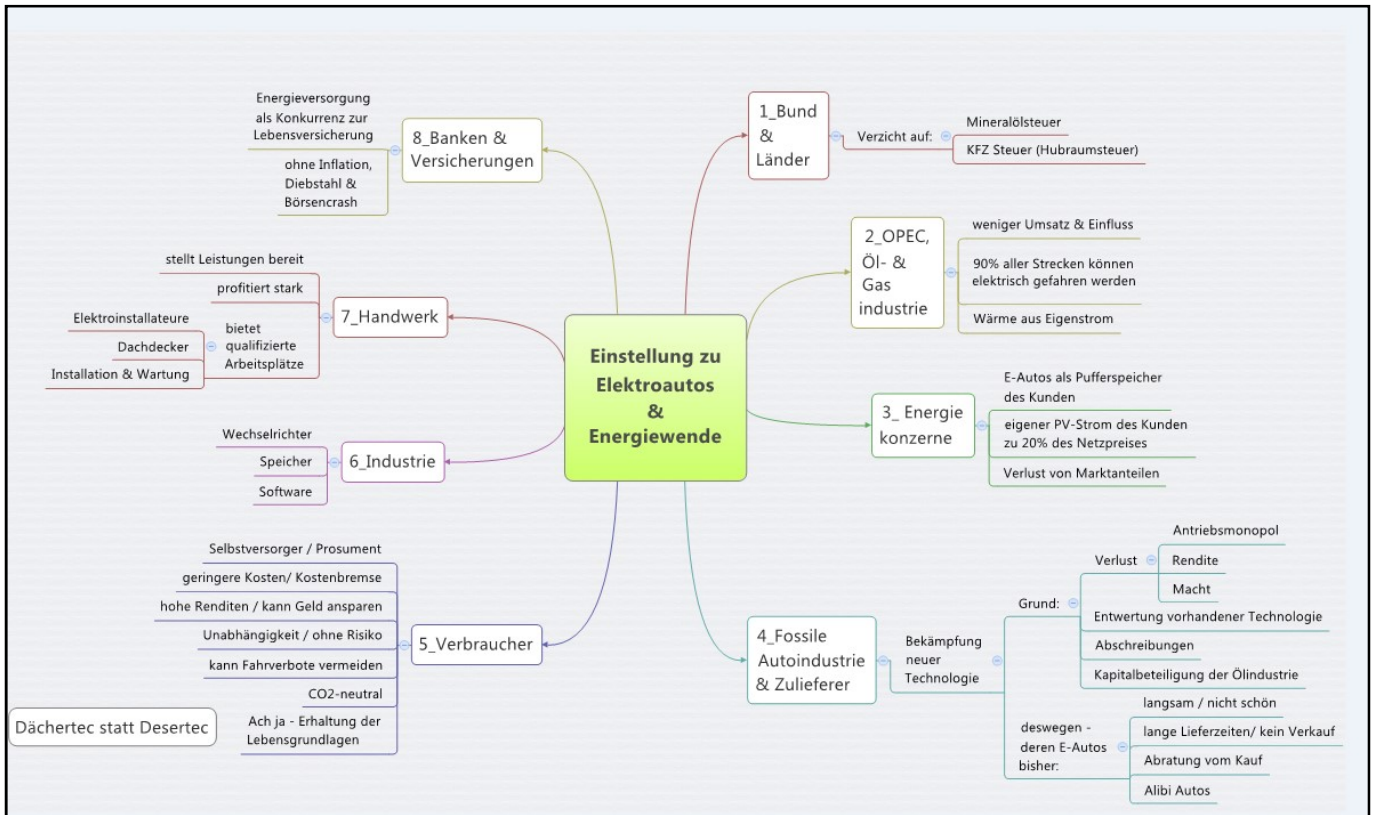 Einstellung zu
Elektroautos
&
Energiewende
1_Bund
&
Länder
Verzicht auf:
Mineralölsteuer
KFZ Steuer (Hubraumsteuer)
2_OPEC,
Öl- &
Gas
industrie
weniger Umsatz & Einfluss
90% aller Strecken können
elektrisch gefahren werden
Wärme aus Eigenstrom
3_ Energie
konzerne
E-Autos als Pufferspeicher
des Kunden
eigener PV-Strom des Kunden
zu 20% des Netzpreises
Verlust von Marktanteilen
4_Fossile
Autoindustrie
& Zulieferer
Bekämpfung
neuer
Technologie
Grund:
Verlust
Antriebsmonopol
Rendite
Macht
Entwertung vorhandener Technologie
Abschreibungen
Kapitalbeteiligung der Ölindustrie
deswegen -
deren E-Autos
bisher:
langsam / nicht schön
lange Lieferzeiten/ kein Verkauf
Abratung vom Kauf
Alibi Autos
5_Verbraucher
Selbstversorger / Prosument
geringere Kosten/ Kostenbremse
hohe Renditen / kann Geld ansparen
Unabhängigkeit / ohne Risiko
kann Fahrverbote vermeiden
CO2-neutral
Ach ja - Erhaltung der
Lebensgrundlagen
Dächertec statt Desertec
6_Industrie
Wechselrichter
Speicher
Software
7_Handwerk
stellt Leistungen bereit
profitiert stark
bietet
qualifizierte
Arbeitsplätze
Elektroinstallateure
Dachdecker
Installation & Wartung
8_Banken &
Versicherungen
Energieversorgung
als Konkurrenz zur
Lebensversicherung
ohne Inflation,
Diebstahl &
Börsencrash